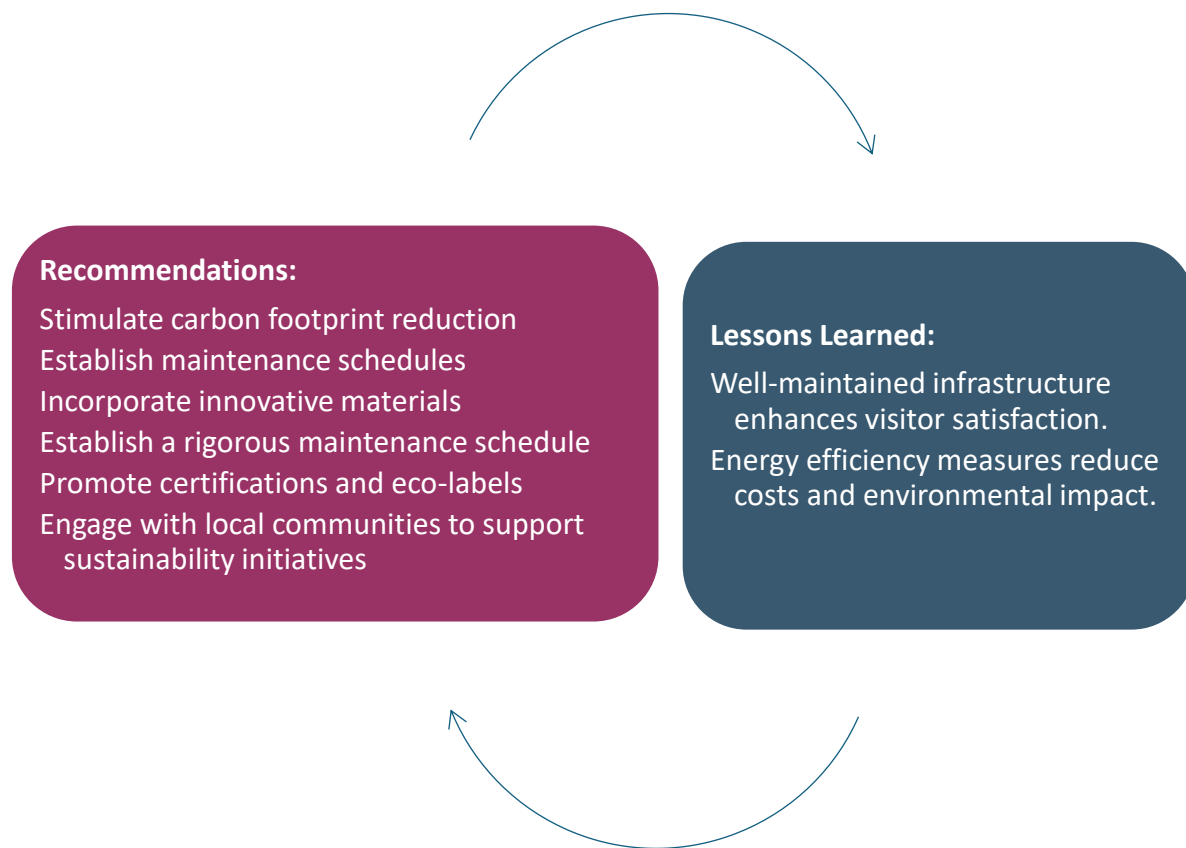 Recommendations:
Stimulate carbon footprint reduction
Establish maintenance schedules
Incorporate innovative materials
Establish a rigorous maintenance schedule
Promote certifications and eco-labels
Engage with local communities to support
sustainability initiatives
Lessons Learned:
Well-maintained infrastructure
enhances visitor satisfaction.
Energy efficiency measures reduce
costs and environmental impact.